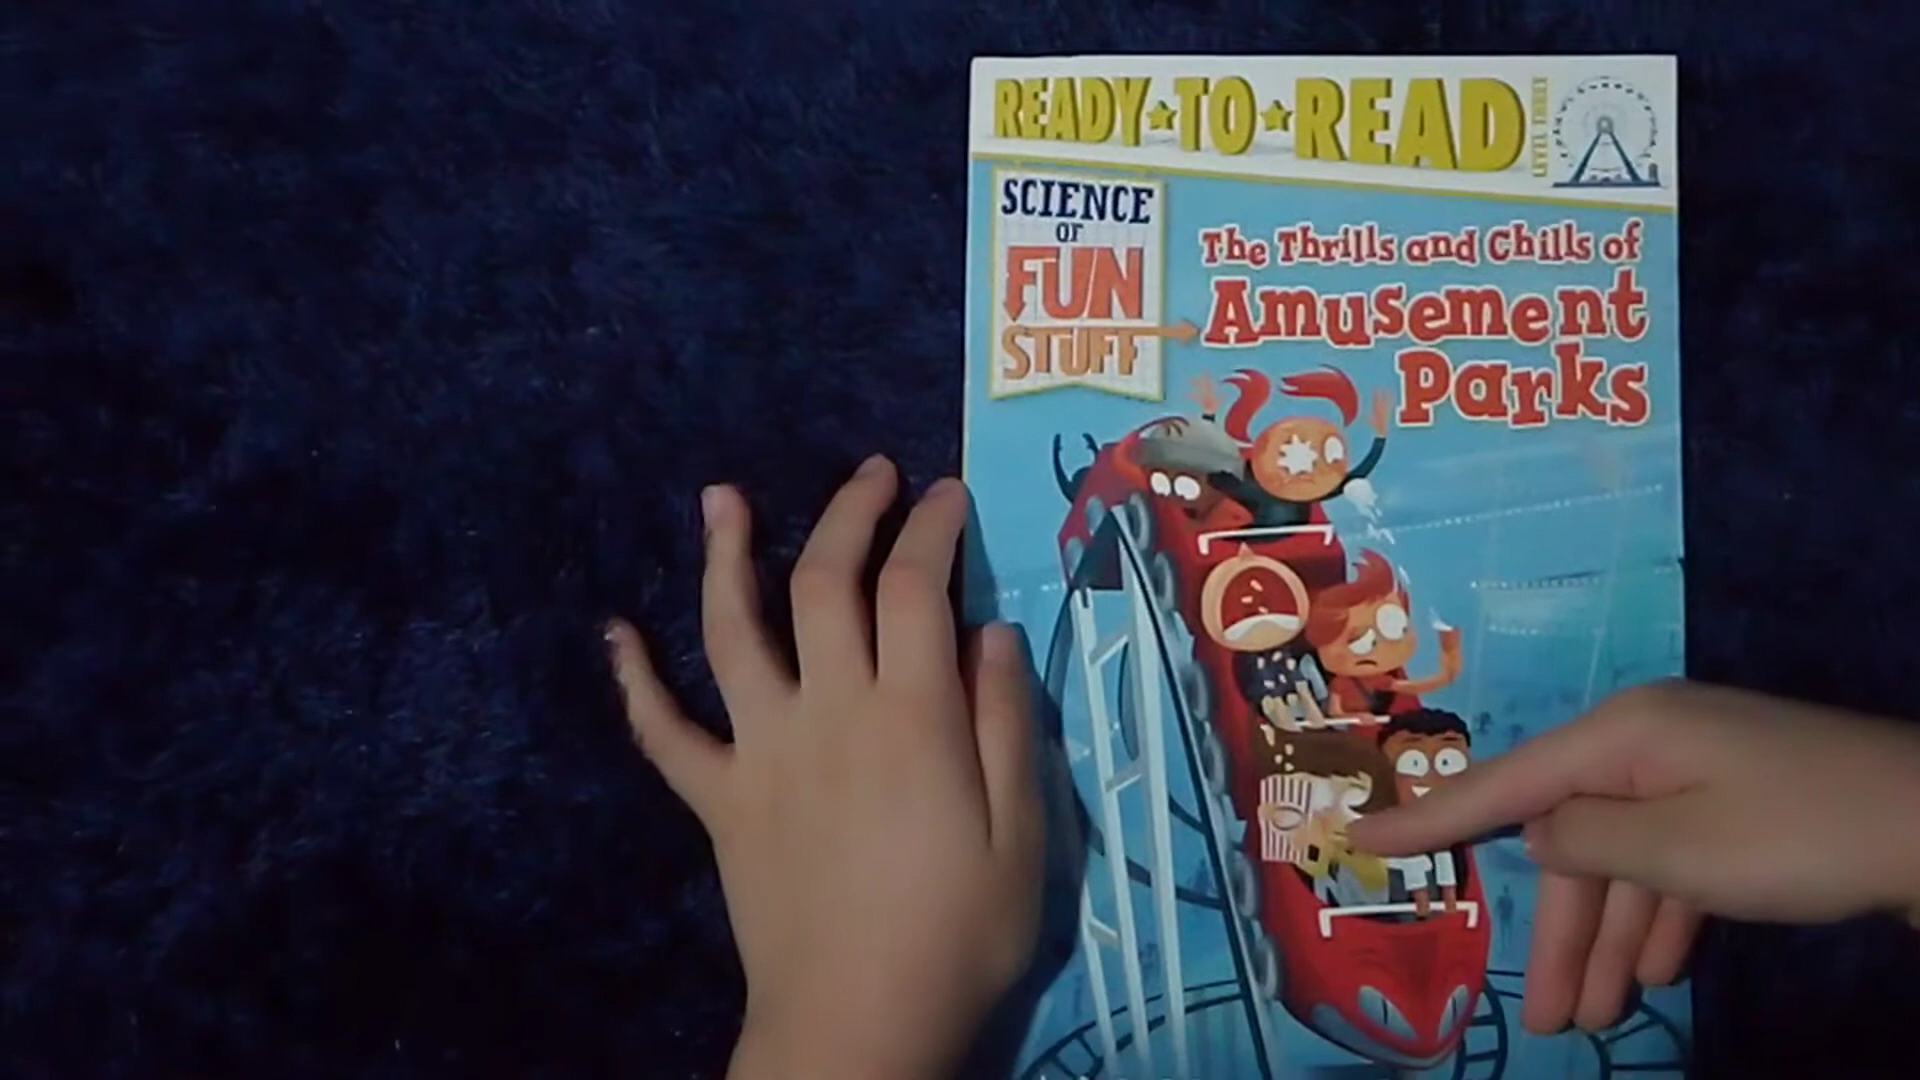 READY★TO★READ
LEVEL THREE
SCIENCE
OF
FUN
STUFF
The Thrills and Chills of
Amusement
Parks